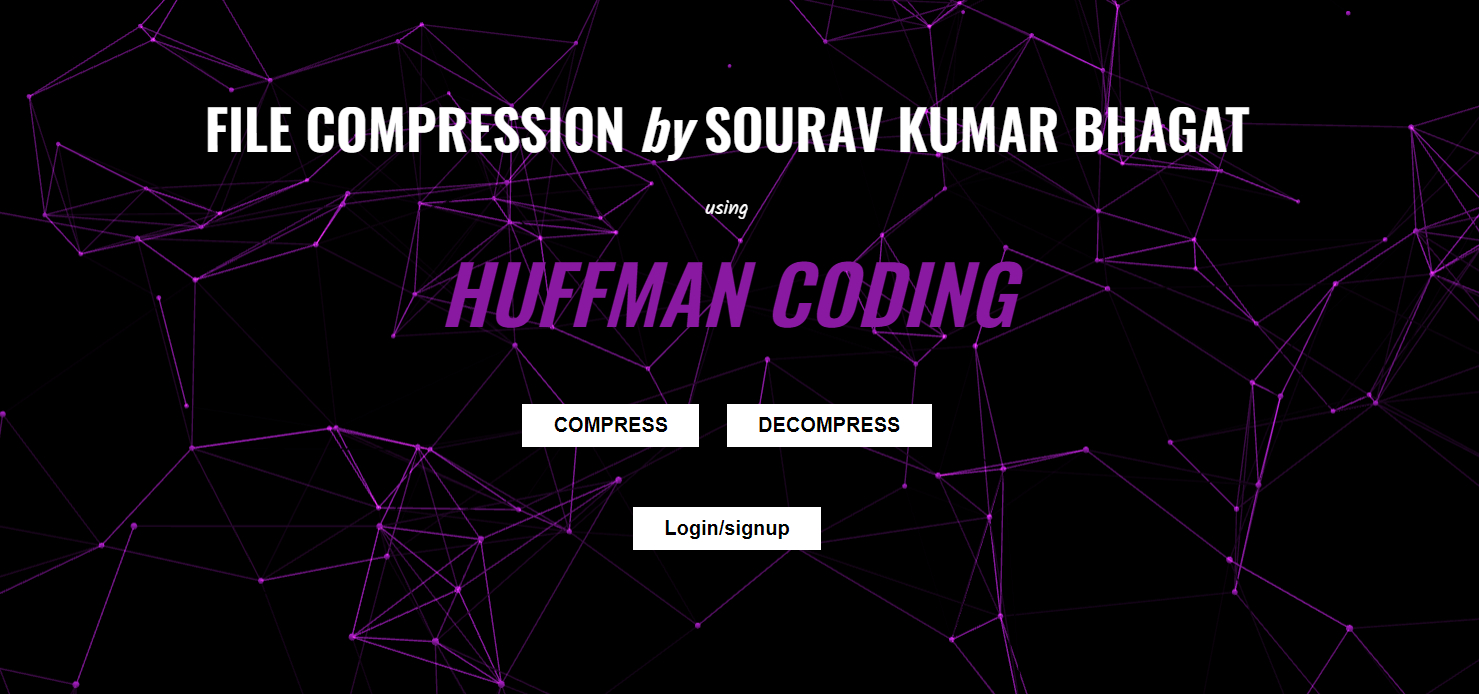 FILE COMPRESSION by SOURAV KUMAR BHAGAT
using
HUFFMAN CODING
COMPRESS DECOMPRESS
Login/signup